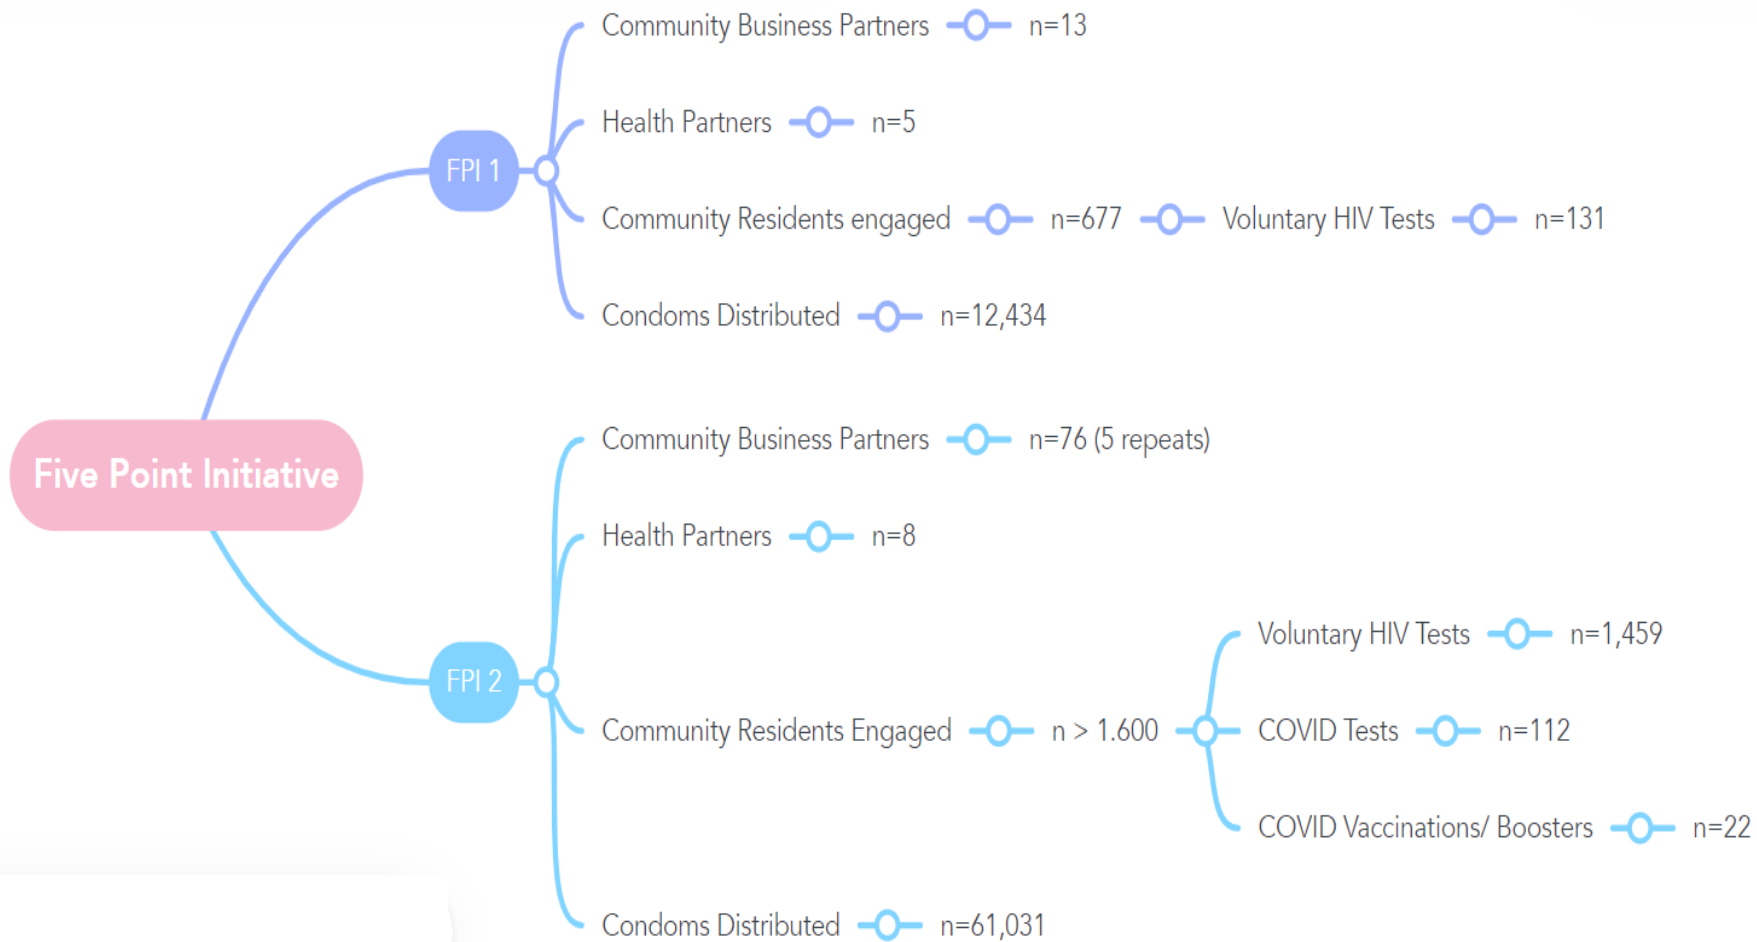 Five Point Initiative
FPI 1
Community Business Partners n=13
Health Partners n=5
Community Residents engaged n=677 Voluntary HIV Tests n=131
Condoms Distributed n=12,434
FPI 2
Community Business Partners n=76 (5 repeats)
Health Partners n=8
Community Residents Engaged n > 1.600
Voluntary HIV Tests n=1,459
COVID Tests n=112
COVID Vaccinations/ Boosters n=22
Condoms Distributed n=61,031